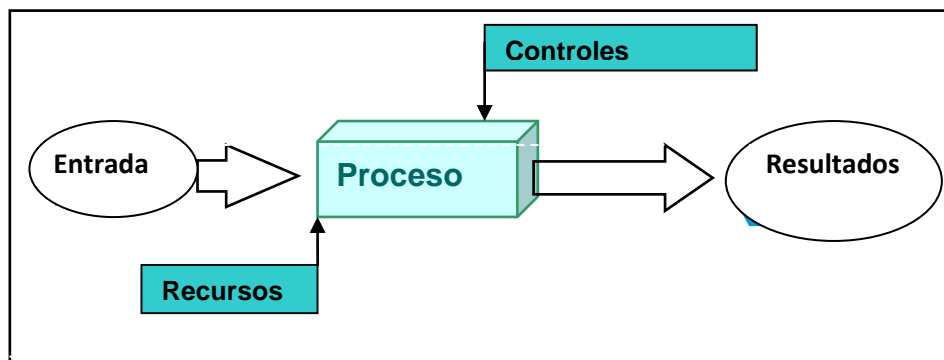 Controles
Entrada
Proceso
Resultados
Recursos